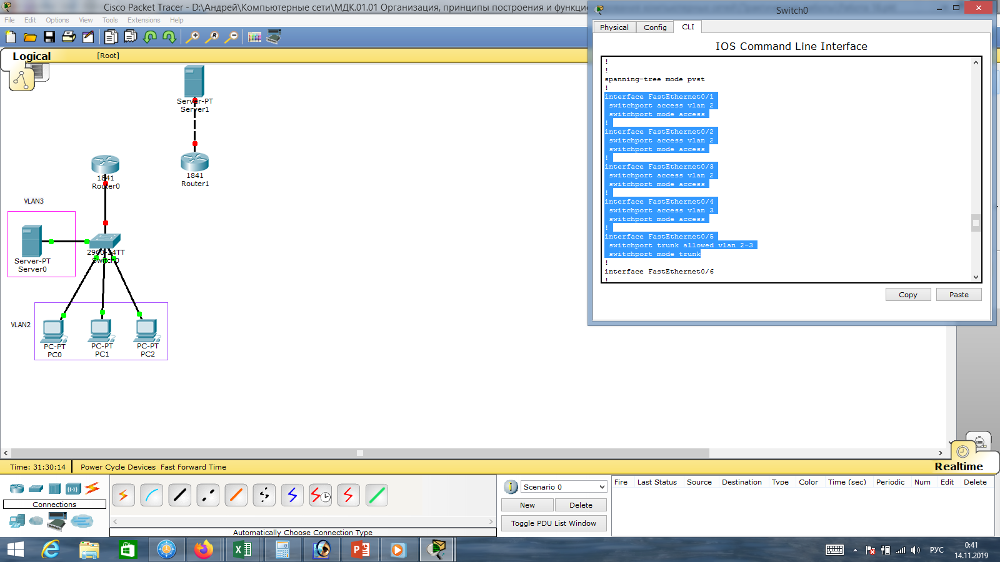 Cisco Packet Tracer - D:\Андрей\Компьютерные сети\МДК.01.01 Организация, принципы построения и функцио
File Edit Options View Tools Extensions Help
Logical
[Root]
Server-PT
Server1
1841
Router0
1841
Router1
VLAN3
Server-PT
Server0
2960-24TT
Switch0
VLAN2
PC-PT
PC0
PC-PT
PC1
PC-PT
PC2
Switch0
Physical Config CLI
IOS Command Line Interface
!
!
spanning-tree mode pvst
!
interface FastEthernet0/1
switchport access vlan 2
switchport mode access
!
interface FastEthernet0/2
switchport access vlan 2
switchport mode access
!
interface FastEthernet0/3
switchport access vlan 2
switchport mode access
!
interface FastEthernet0/4
switchport access vlan 3
switchport mode access
!
interface FastEthernet0/5
switchport trunk allowed vlan 2-3
switchport mode trunk
!
interface FastEthernet0/6
!
Copy Paste
Time: 31:30:14 Power Cycle Devices Fast Forward Time
Realtime
Connections
Automatically Choose Connection Type
Scenario 0
New Delete
Toggle PDU List Window
Fire Last Status Source Destination Type Color Time (sec) Periodic Num Edit Delete
РУС
0:41
14.11.2019